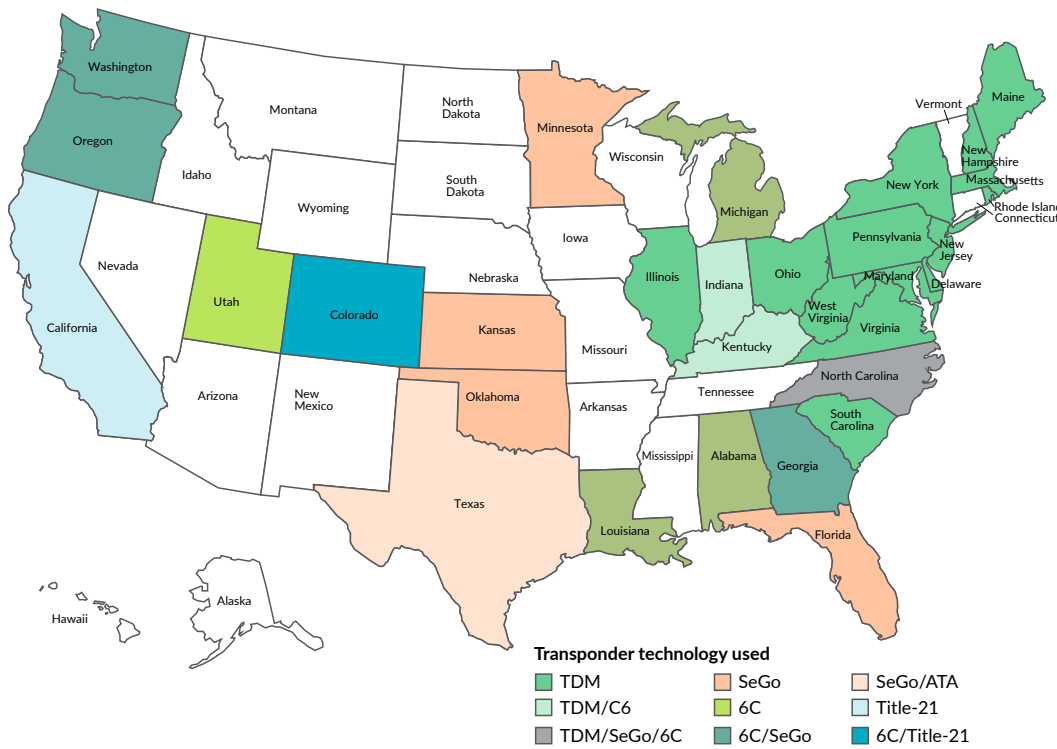 Washington
Oregon
Montana
Idaho
Wyoming
North
Dakota
South
Dakota
Minnesota
Wisconsin
Michigan
Vermont
Maine
New
Hampshire
Massachusetts
Rhode Island
Connecticut
New York
Pennsylvania
New
Jersey
Maryland
Delaware
Nevada
California
Utah
Colorado
Nebraska
Iowa
Illinois
Indiana
Ohio
West
Virginia
Virginia
Kansas
Missouri
Kentucky
Arizona
New
Mexico
Oklahoma
Arkansas
Tennessee
North Carolina
South
Carolina
Texas
Louisiana
Mississippi
Alabama
Georgia
Florida
Hawaii
Alaska
Transponder technology used
TDM
SeGo
SeGo/ATA
TDM/C6
6C
Title-21
TDM/SeGo/6C
6C/SeGo
6C/Title-21